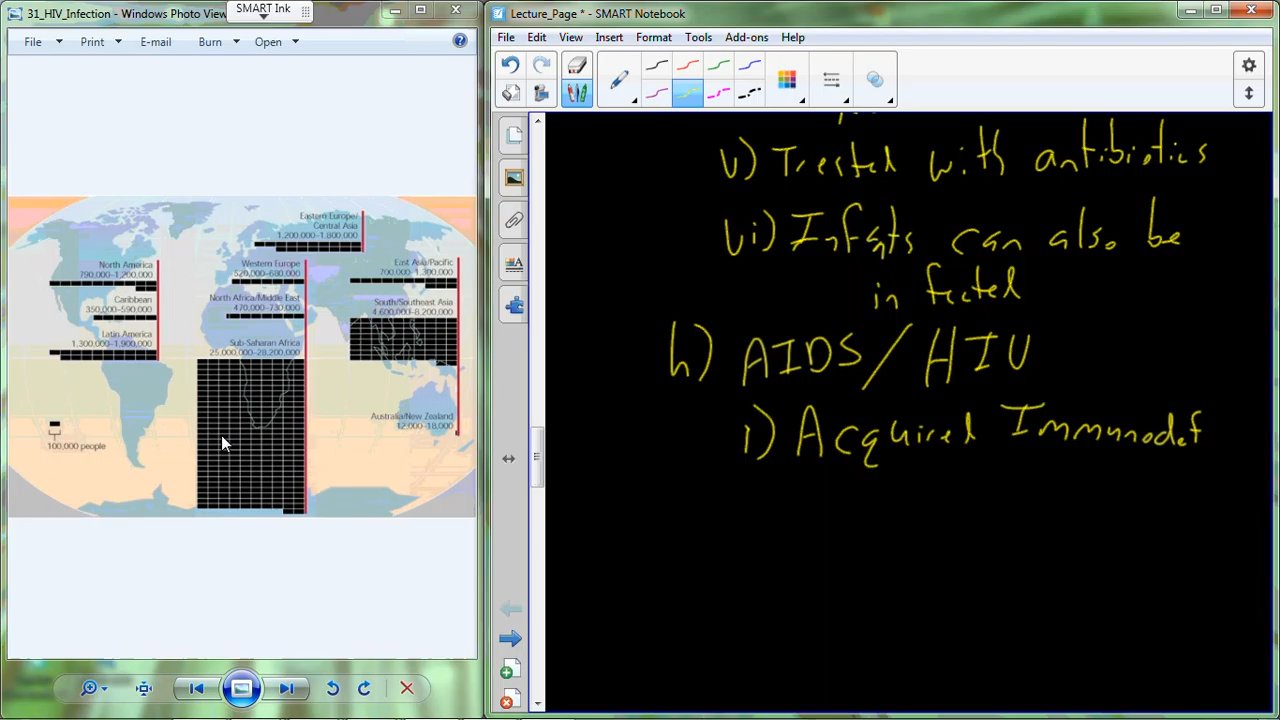 31_HIV_Infection - Windows Photo View
SMART Ink
File Print E-mail Burn Open
Eastern Europe/
Central Asia
1,200,000–1,800,000
North America
790,000–1,200,000
Western Europe
520,000–680,000
East Asia/Pacific
700,000–1,300,000
Caribbean
350,000–590,000
North Africa/Middle East
470,000–730,000
South/Southeast Asia
4,600,000–8,200,000
Latin America
1,300,000–1,900,000
Sub-Saharan Africa
25,000,000–28,200,000
Australia/New Zealand
12,000–18,000
100,000 people
Lecture_Page * - SMART Notebook
File Edit View Insert Format Tools Add-ons Help
v) Treated with antibiotics
vi) Infants can also be
infected
h) AIDS/HIV
i) Acquired Immunodef